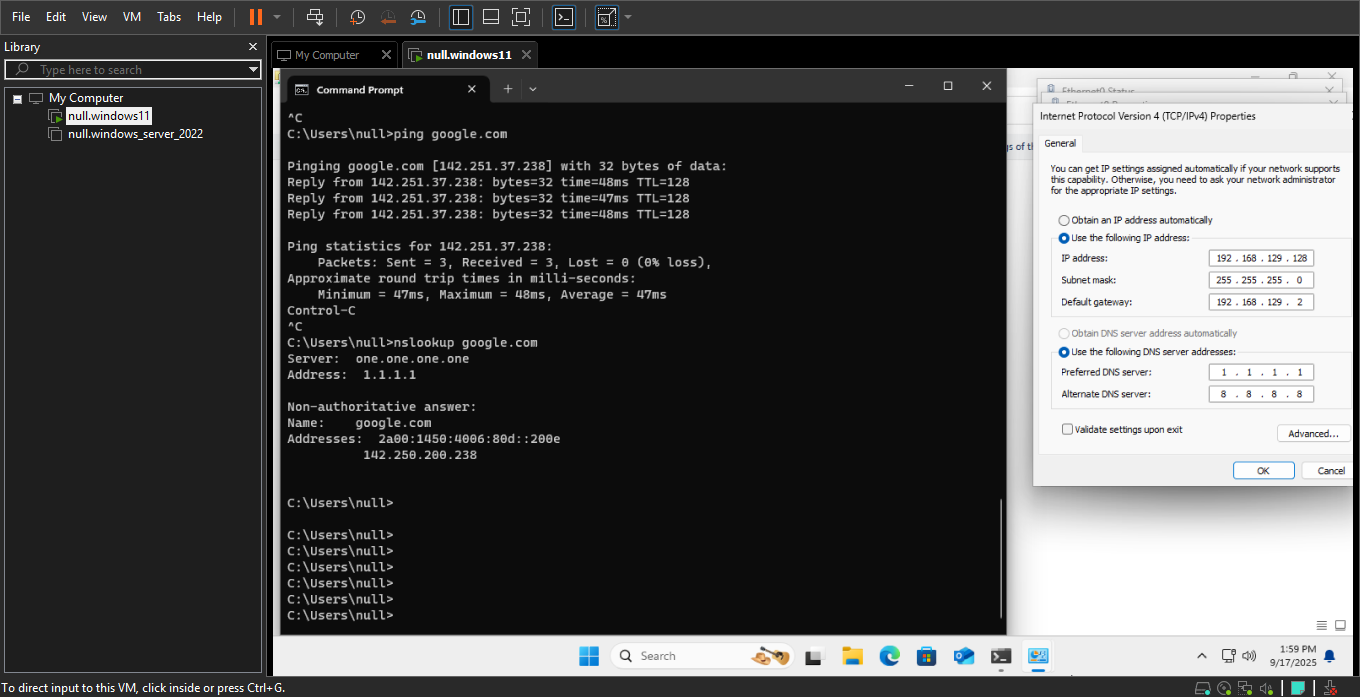 File Edit View VM Tabs Help
Library
Type here to search
My Computer
null.windows11
null.windows_server_2022
My Computer
null.windows11
Command Prompt
^C
C:\Users\null>ping google.com
Pinging google.com [142.251.37.238] with 32 bytes of data:
Reply from 142.251.37.238: bytes=32 time=48ms TTL=128
Reply from 142.251.37.238: bytes=32 time=47ms TTL=128
Reply from 142.251.37.238: bytes=32 time=48ms TTL=128
Ping statistics for 142.251.37.238:
Packets: Sent = 3, Received = 3, Lost = 0 (0% loss),
Approximate round trip times in milli-seconds:
Minimum = 47ms, Maximum = 48ms, Average = 47ms
Control-C
^C
C:\Users\null>nslookup google.com
Server: one.one.one.one
Address: 1.1.1.1
Non-authoritative answer:
Name: google.com
Addresses: 2a00:1450:4006:80d::200e
142.250.200.238
C:\Users\null>
C:\Users\null>
C:\Users\null>
C:\Users\null>
C:\Users\null>
C:\Users\null>
C:\Users\null>
Ethernet0 Status
Internet Protocol Version 4 (TCP/IPv4) Properties
General
You can get IP settings assigned automatically if your network supports
this capability. Otherwise, you need to ask your network administrator
for the appropriate IP settings.
Obtain an IP address automatically
Use the following IP address:
IP address: 192 . 168 . 129 . 128
Subnet mask: 255 . 255 . 255 . 0
Default gateway: 192 . 168 . 129 . 2
Obtain DNS server address automatically
Use the following DNS server addresses:
Preferred DNS server: 1 . 1 . 1 . 1
Alternate DNS server: 8 . 8 . 8 . 8
Validate settings upon exit
Advanced...
OK Cancel
Search
1:59 PM
9/17/2025
To direct input to this VM, click inside or press Ctrl+G.